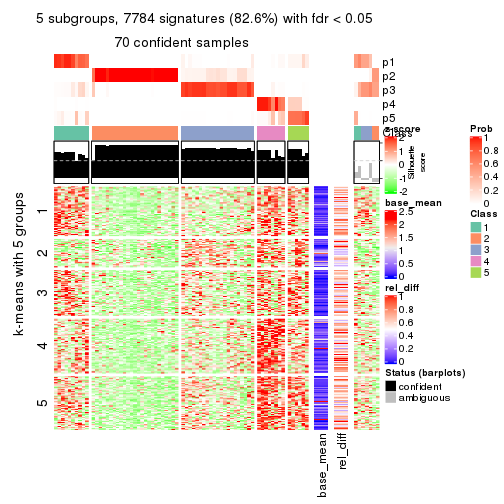 5 subgroups, 7784 signatures (82.6%) with fdr < 0.05
70 confident samples
p1
p2
p3
p4
p5
Class
Silhouette
score
k-means with 5 groups
1
2
3
4
5
base_mean
rel_diff
z-score
2
1
0
-1
-2
base_mean
2.5
2
1.5
1
0.5
0
rel_diff
1
0.8
0.6
0.4
0.2
0
Status (barplots)
confident
ambiguous
Prob
1
0.8
0.6
0.4
0.2
0
Class
1
2
3
4
5